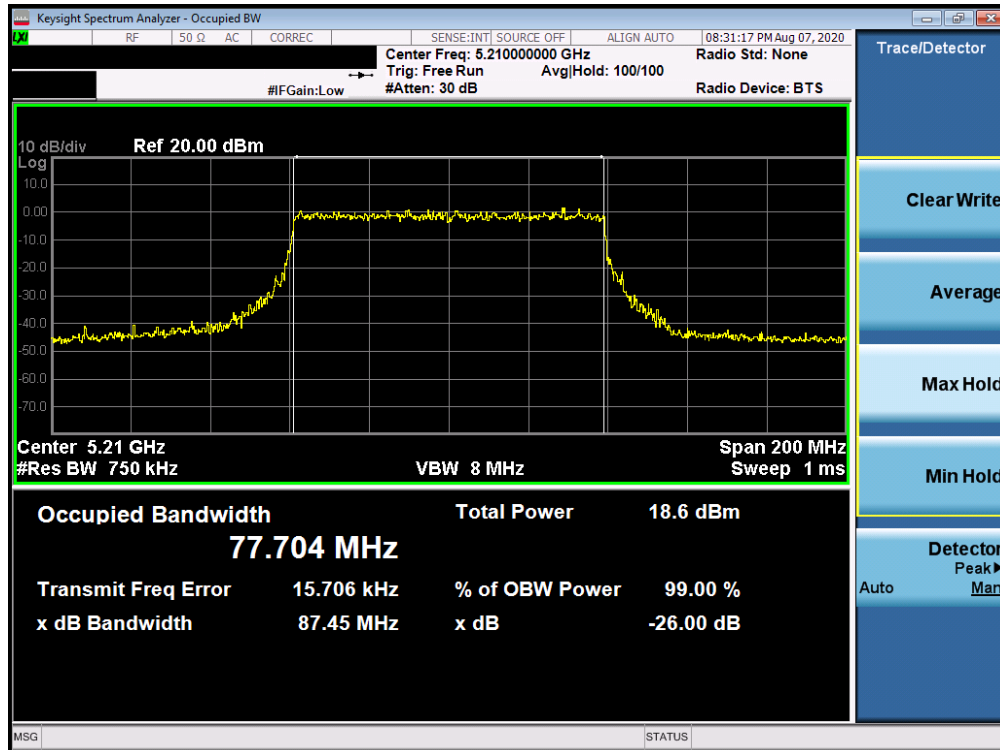 Keysight Spectrum Analyzer - Occupied BW
LXI
RF 50 Ω AC CORREC SENSE:INT SOURCE OFF ALIGN AUTO 08:31:17 PM Aug 07, 2020
Center Freq: 5.210000000 GHz Radio Std: None
Trig: Free Run Avg|Hold: 100/100
#IFGain:Low #Atten: 30 dB Radio Device: BTS
10 dB/div Ref 20.00 dBm
Log
10.0
0.00
-10.0
-20.0
-30.0
-40.0
-50.0
-60.0
-70.0
Center 5.21 GHz Span 200 MHz
#Res BW 750 kHz VBW 8 MHz Sweep 1 ms
Occupied Bandwidth Total Power 18.6 dBm
77.704 MHz
Transmit Freq Error 15.706 kHz % of OBW Power 99.00 %
x dB Bandwidth 87.45 MHz x dB -26.00 dB
MSG STATUS
Trace/Detector
Clear Write
Average
Max Hold
Min Hold
Detector
Peak▶
Auto Man